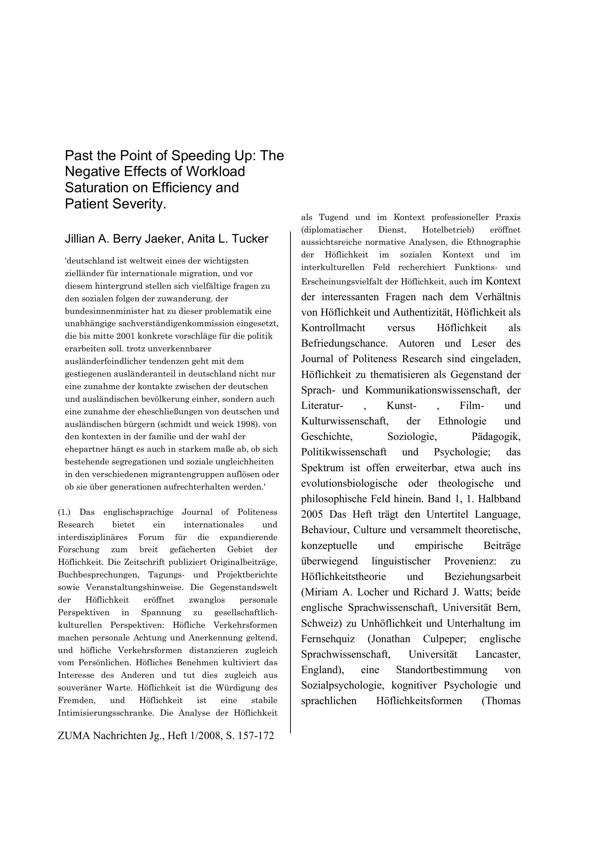 Past the Point of Speeding Up: The
Negative Effects of Workload
Saturation on Efficiency and
Patient Severity.
Jillian A. Berry Jaeker, Anita L. Tucker
'deutschland ist weltweit eines der wichtigsten
zielländer für internationale migration, und vor
diesem hintergrund stellen sich vielfältige fragen zu
den sozialen folgen der zuwanderung. der
bundesinnenminister hat zu dieser problematik eine
unabhängige sachverständigenkommission eingesetzt,
die bis mitte 2001 konkrete vorschläge für die politik
erarbeiten soll. trotz unverkennbarer
ausländerfeindlicher tendenzen geht mit dem
gestiegenen ausländeranteil in deutschland nicht nur
eine zunahme der kontakte zwischen der deutschen
und ausländischen bevölkerung einher, sondern auch
eine zunahme der eheschließungen von deutschen und
ausländischen bürgern (schmidt und weick 1998). von
den kontexten in der familie und der wahl der
ehepartner hängt es auch in starkem maße ab, ob sich
bestehende segregationen und soziale ungleichheiten
in den verschiedenen migrantengruppen auflösen oder
ob sie über generationen aufrechterhalten werden.'
(1.) Das englischsprachige Journal of Politeness
Research bietet ein internationales und
interdisziplinäres Forum für die expandierende
Forschung zum breit gefächerten Gebiet der
Höflichkeit. Die Zeitschrift publiziert Originalbeiträge,
Buchbesprechungen, Tagungs- und Projektberichte
sowie Veranstaltungshinweise. Die Gegenstandswelt
der Höflichkeit eröffnet zwanglos personale
Perspektiven in Spannung zu gesellschaftlich-
kulturellen Perspektiven: Höfliche Verkehrsformen
machen personale Achtung und Anerkennung geltend,
und höfliche Verkehrsformen distanzieren zugleich
vom Persönlichen. Höfliches Benehmen kultiviert das
Interesse des Anderen und tut dies zugleich aus
souveräner Warte. Höflichkeit ist die Würdigung des
Fremden, und Höflichkeit ist eine stabile
Intimisierungsschranke. Die Analyse der Höflichkeit
ZUMA Nachrichten Jg., Heft 1/2008, S. 157-172
als Tugend und im Kontext professioneller Praxis
(diplomatischer Dienst, Hotelbetrieb) eröffnet
aussichtsreiche normative Analysen, die Ethnographie
der Höflichkeit im sozialen Kontext und im
interkulturellen Feld recherchiert Funktions- und
Erscheinungsvielfalt der Höflichkeit, auch im Kontext
der interessanten Fragen nach dem Verhältnis
von Höflichkeit und Authentizität, Höflichkeit als
Kontrollmacht versus Höflichkeit als
Befriedungschance. Autoren und Leser des
Journal of Politeness Research sind eingeladen,
Höflichkeit zu thematisieren als Gegenstand der
Sprach- und Kommunikationswissenschaft, der
Literatur- , Kunst- , Film- und
Kulturwissenschaft, der Ethnologie und
Geschichte, Soziologie, Pädagogik,
Politikwissenschaft und Psychologie; das
Spektrum ist offen erweiterbar, etwa auch ins
evolutionsbiologische oder theologische und
philosophische Feld hinein. Band 1, 1. Halbband
2005 Das Heft trägt den Untertitel Language,
Behaviour, Culture und versammelt theoretische,
konzeptuelle und empirische Beiträge
überwiegend linguistischer Provenienz: zu
Höflichkeitstheorie und Beziehungsarbeit
(Miriam A. Locher und Richard J. Watts; beide
englische Sprachwissenschaft, Universität Bern,
Schweiz) zu Unhöflichkeit und Unterhaltung im
Fernsehquiz (Jonathan Culpeper; englische
Sprachwissenschaft, Universität Lancaster,
England), eine Standortbestimmung von
Sozialpsychologie, kognitiver Psychologie und
sprachlichen Höflichkeitsformen (Thomas